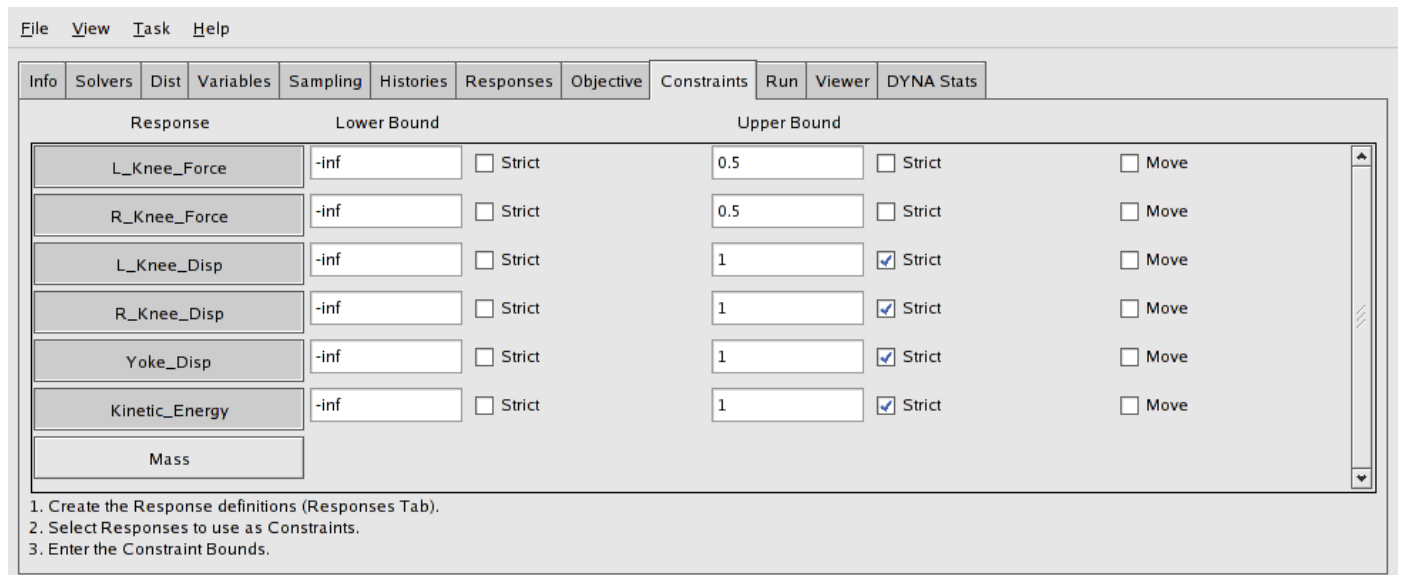 File View Task Help
Info Solvers Dist Variables Sampling Histories Responses Objective Constraints Run Viewer DYNA Stats
Response Lower Bound Upper Bound
L_Knee_Force -inf Strict 0.5 Strict Move
R_Knee_Force -inf Strict 0.5 Strict Move
L_Knee_Disp -inf Strict 1 Strict Move
R_Knee_Disp -inf Strict 1 Strict Move
Yoke_Disp -inf Strict 1 Strict Move
Kinetic_Energy -inf Strict 1 Strict Move
Mass
1. Create the Response definitions (Responses Tab).
2. Select Responses to use as Constraints.
3. Enter the Constraint Bounds.